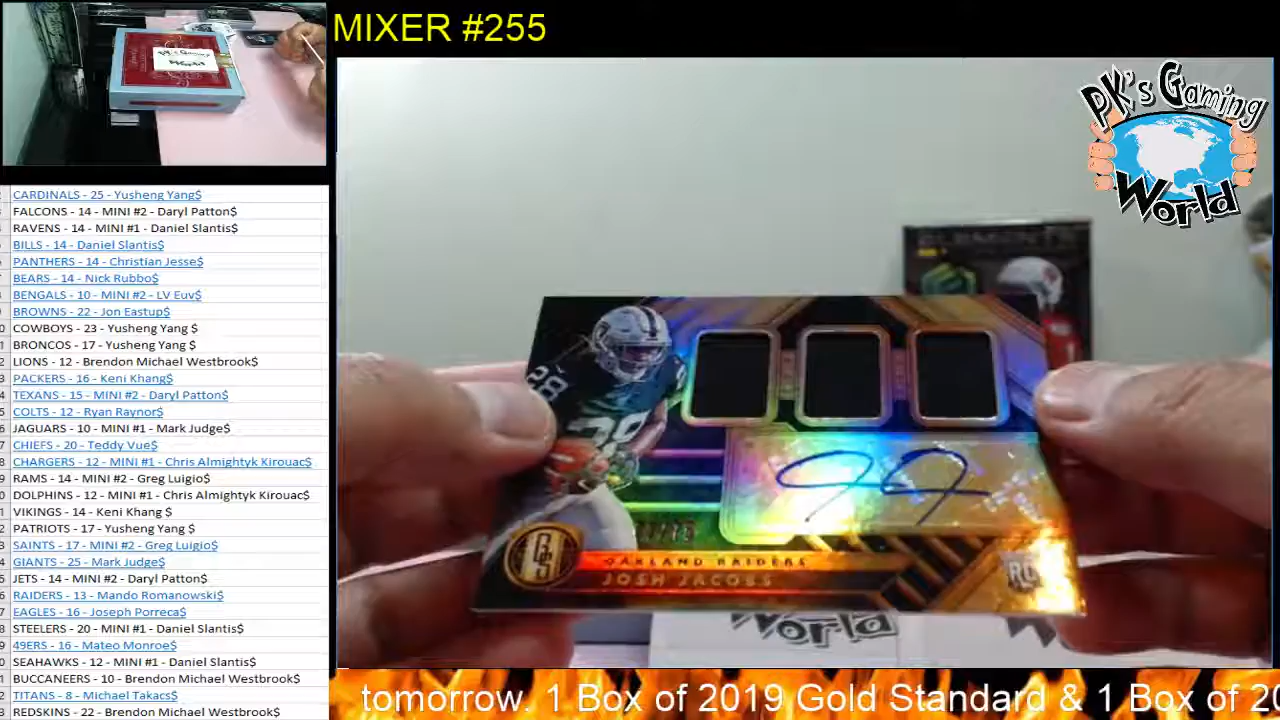 MIXER #255
PK's Gaming World
CARDINALS - 25 - Yusheng Yang$
FALCONS - 14 - MINI #2 - Daryl Patton$
RAVENS - 14 - MINI #1 - Daniel Slantis$
BILLS - 14 - Daniel Slantis$
PANTHERS - 14 - Christian Jesse$
BEARS - 14 - Nick Rubbo$
BENGALS - 10 - MINI #2 - LV Euv$
BROWNS - 22 - Jon Eastup$
COWBOYS - 23 - Yusheng Yang $
BRONCOS - 17 - Yusheng Yang $
LIONS - 12 - Brendon Michael Westbrook$
PACKERS - 16 - Keni Khang$
TEXANS - 15 - MINI #2 - Daryl Patton$
COLTS - 12 - Ryan Raynor$
JAGUARS - 10 - MINI #1 - Mark Judge$
CHIEFS - 20 - Teddy Vue$
CHARGERS - 12 - MINI #1 - Chris Almightyk Kirouac$
RAMS - 14 - MINI #2 - Greg Luigio$
DOLPHINS - 12 - MINI #1 - Chris Almightyk Kirouac$
VIKINGS - 14 - Keni Khang $
PATRIOTS - 17 - Yusheng Yang $
SAINTS - 17 - MINI #2 - Greg Luigio$
GIANTS - 25 - Mark Judge$
JETS - 14 - MINI #2 - Daryl Patton$
RAIDERS - 13 - Mando Romanowski$
EAGLES - 16 - Joseph Porreca$
STEELERS - 20 - MINI #1 - Daniel Slantis$
49ERS - 16 - Mateo Monroe$
SEAHAWKS - 12 - MINI #1 - Daniel Slantis$
BUCCANEERS - 10 - Brendon Michael Westbrook$
TITANS - 8 - Michael Takacs$
REDSKINS - 22 - Brendon Michael Westbrook$
28
28
OAKLAND RAIDERS
JOSH JACOBS
RC
World
tomorrow. 1 Box of 2019 Gold Standard & 1 Box of 20